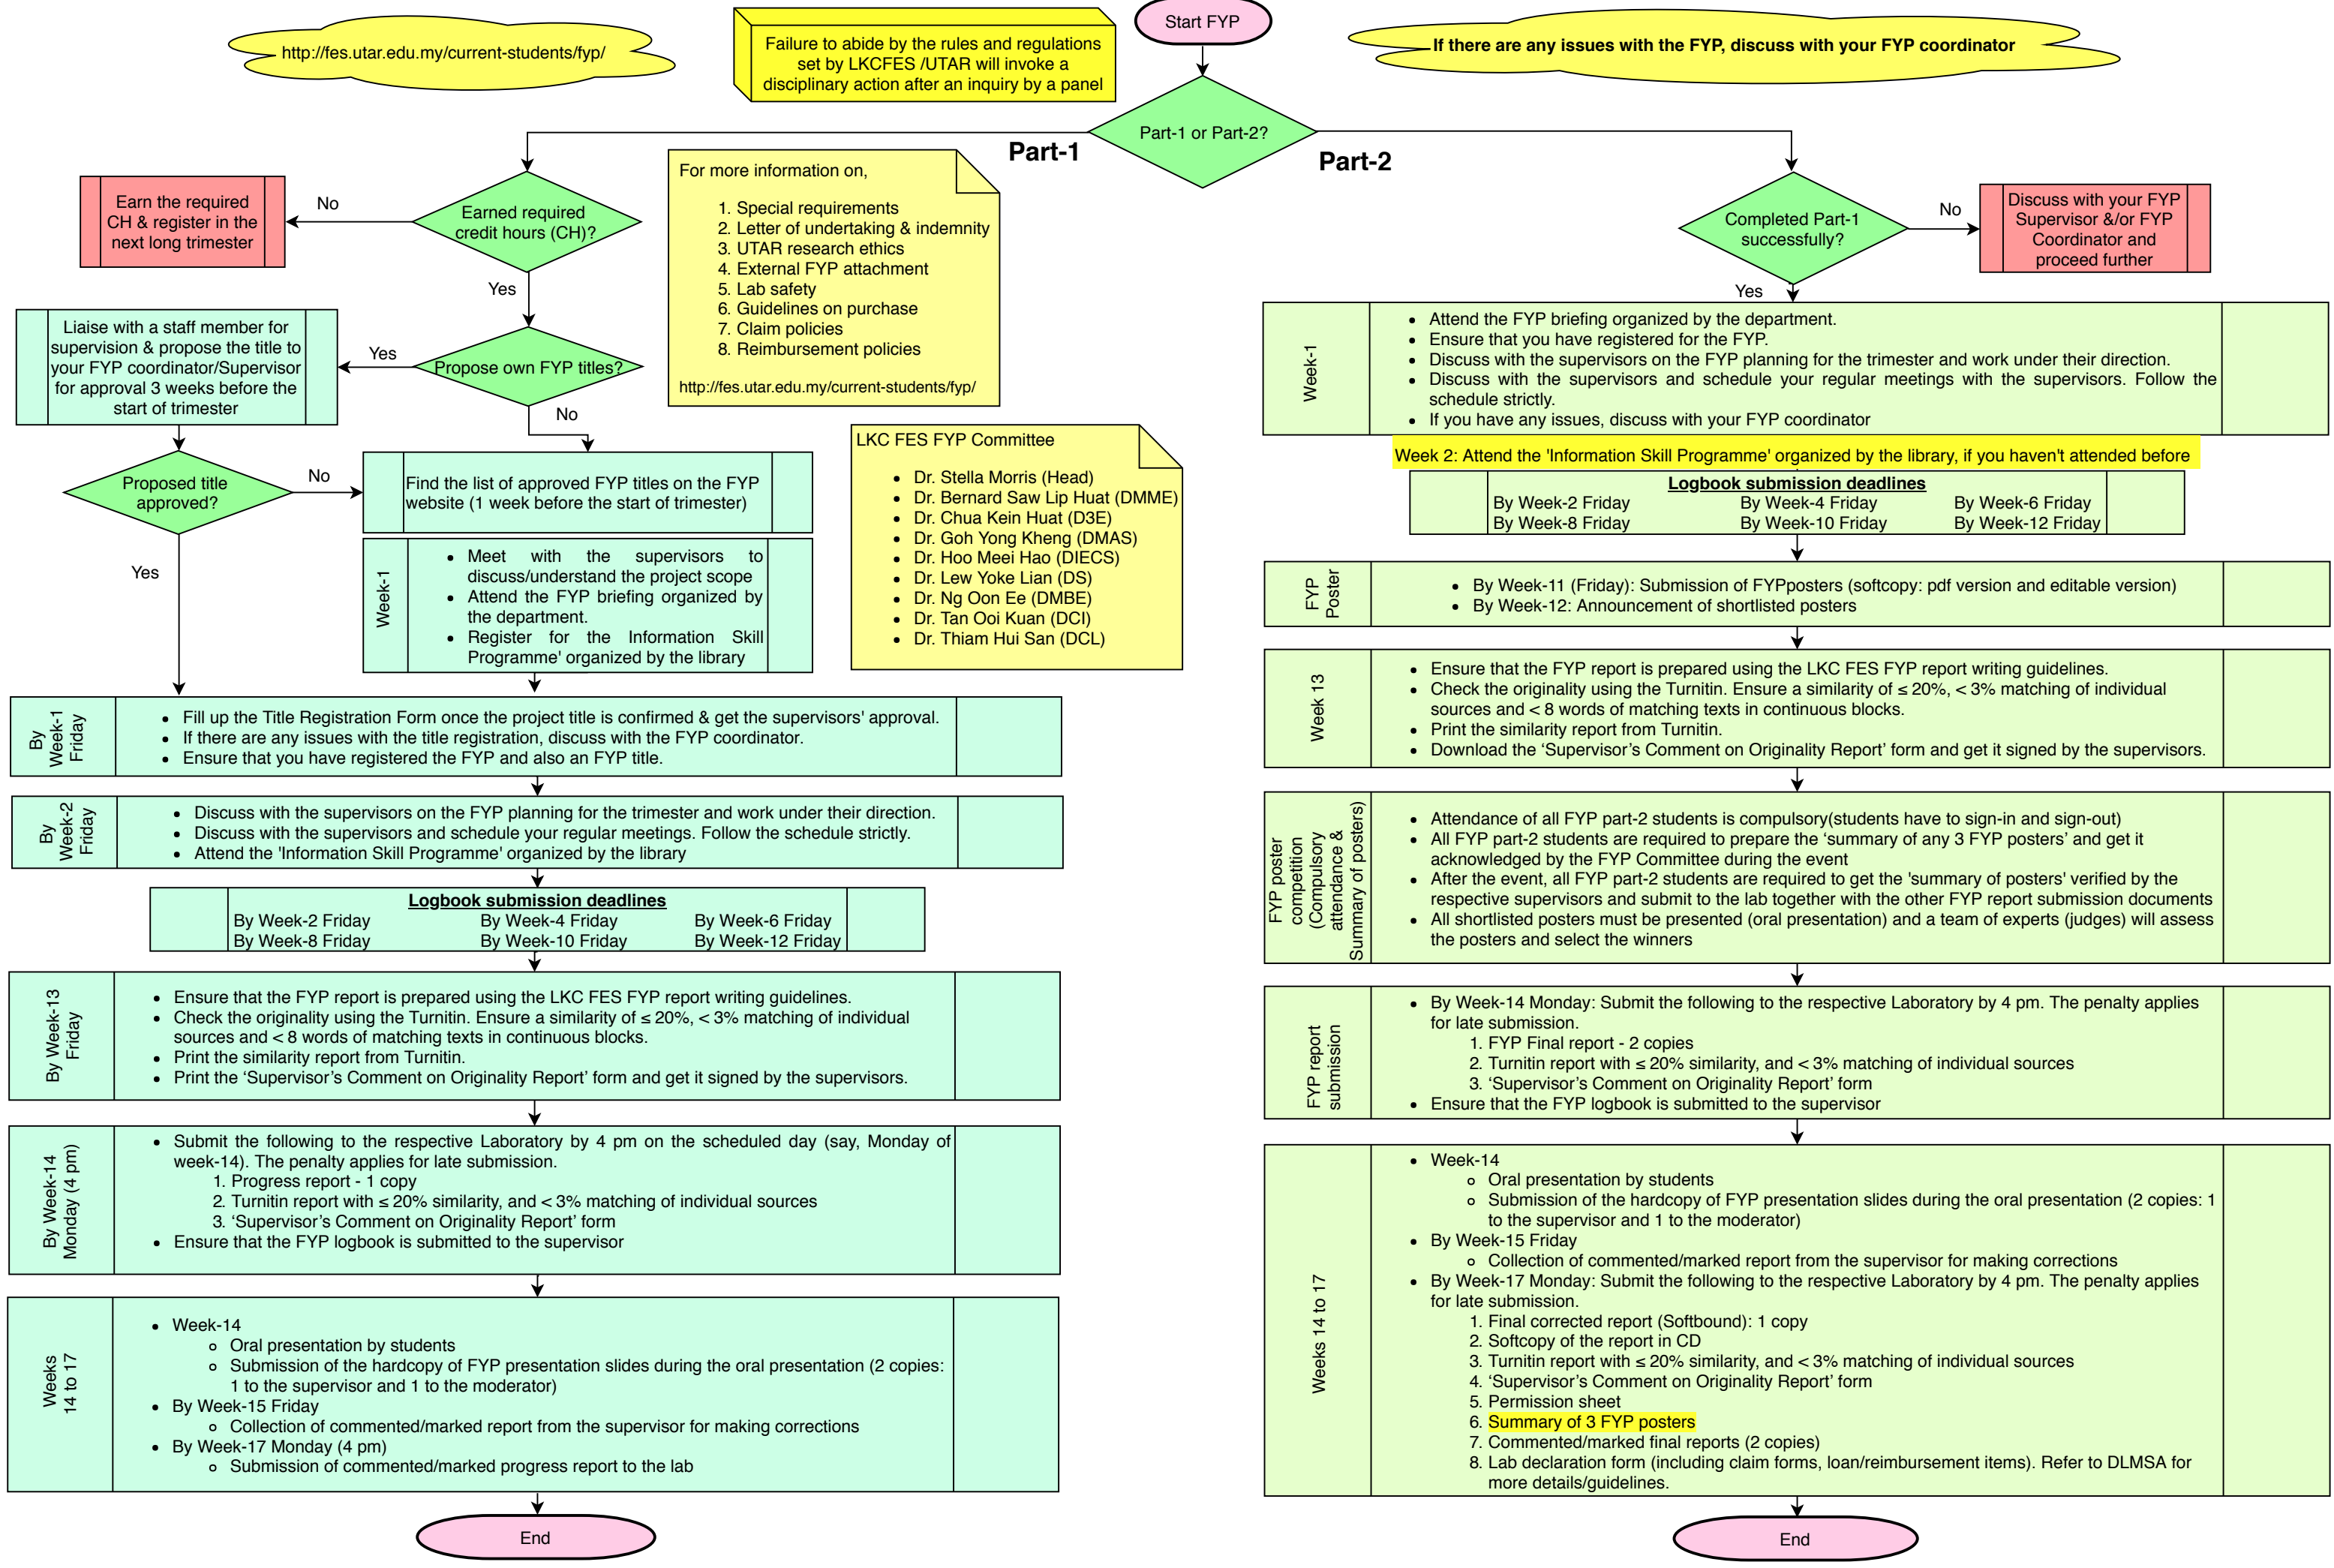 Start FYP
http://fes.utar.edu.my/current-students/fyp/
Failure to abide by the rules and regulations
set by LKCFES /UTAR will invoke a
disciplinary action after an inquiry by a panel
If there are any issues with the FYP, discuss with your FYP coordinator
Part-1 or Part-2?
Part-1
Part-2
For more information on,
1. Special requirements
2. Letter of undertaking & indemnity
3. UTAR research ethics
4. External FYP attachment
5. Lab safety
6. Guidelines on purchase
7. Claim policies
8. Reimbursement policies
http://fes.utar.edu.my/current-students/fyp/
Earned required
credit hours (CH)?
No
Earn the required
CH & register in the
next long trimester
Yes
Propose own FYP titles?
Yes
Liaise with a staff member for
supervision & propose the title to
your FYP coordinator/Supervisor
for approval 3 weeks before the
start of trimester
No
Proposed title
approved?
No
Find the list of approved FYP titles on the FYP
website (1 week before the start of trimester)
Yes
Week-1
• Meet with the supervisors to
discuss/understand the project scope
• Attend the FYP briefing organized by
the department.
• Register for the Information Skill
Programme' organized by the library
LKC FES FYP Committee
• Dr. Stella Morris (Head)
• Dr. Bernard Saw Lip Huat (DMME)
• Dr. Chua Kein Huat (D3E)
• Dr. Goh Yong Kheng (DMAS)
• Dr. Hoo Meei Hao (DIECS)
• Dr. Lew Yoke Lian (DS)
• Dr. Ng Oon Ee (DMBE)
• Dr. Tan Ooi Kuan (DCI)
• Dr. Thiam Hui San (DCL)
By
Week-1
Friday
• Fill up the Title Registration Form once the project title is confirmed & get the supervisors' approval.
• If there are any issues with the title registration, discuss with the FYP coordinator.
• Ensure that you have registered the FYP and also an FYP title.
By
Week-2
Friday
• Discuss with the supervisors on the FYP planning for the trimester and work under their direction.
• Discuss with the supervisors and schedule your regular meetings. Follow the schedule strictly.
• Attend the 'Information Skill Programme' organized by the library
Logbook submission deadlines
By Week-2 Friday By Week-4 Friday By Week-6 Friday
By Week-8 Friday By Week-10 Friday By Week-12 Friday
By Week-13
Friday
• Ensure that the FYP report is prepared using the LKC FES FYP report writing guidelines.
• Check the originality using the Turnitin. Ensure a similarity of ≤ 20%, < 3% matching of individual
sources and < 8 words of matching texts in continuous blocks.
• Print the similarity report from Turnitin.
• Print the ‘Supervisor’s Comment on Originality Report’ form and get it signed by the supervisors.
By Week-14
Monday (4 pm)
• Submit the following to the respective Laboratory by 4 pm on the scheduled day (say, Monday of
week-14). The penalty applies for late submission.
1. Progress report - 1 copy
2. Turnitin report with ≤ 20% similarity, and < 3% matching of individual sources
3. ‘Supervisor’s Comment on Originality Report’ form
• Ensure that the FYP logbook is submitted to the supervisor
Weeks
14 to 17
• Week-14
○ Oral presentation by students
○ Submission of the hardcopy of FYP presentation slides during the oral presentation (2 copies:
1 to the supervisor and 1 to the moderator)
• By Week-15 Friday
○ Collection of commented/marked report from the supervisor for making corrections
• By Week-17 Monday (4 pm)
○ Submission of commented/marked progress report to the lab
End
Completed Part-1
successfully?
No
Discuss with your FYP
Supervisor &/or FYP
Coordinator and
proceed further
Yes
Week-1
• Attend the FYP briefing organized by the department.
• Ensure that you have registered for the FYP.
• Discuss with the supervisors on the FYP planning for the trimester and work under their direction.
• Discuss with the supervisors and schedule your regular meetings with the supervisors. Follow the
schedule strictly.
• If you have any issues, discuss with your FYP coordinator
Week 2: Attend the 'Information Skill Programme' organized by the library, if you haven't attended before
Logbook submission deadlines
By Week-2 Friday By Week-4 Friday By Week-6 Friday
By Week-8 Friday By Week-10 Friday By Week-12 Friday
FYP
Poster
• By Week-11 (Friday): Submission of FYPposters (softcopy: pdf version and editable version)
• By Week-12: Announcement of shortlisted posters
Week 13
• Ensure that the FYP report is prepared using the LKC FES FYP report writing guidelines.
• Check the originality using the Turnitin. Ensure a similarity of ≤ 20%, < 3% matching of individual
sources and < 8 words of matching texts in continuous blocks.
• Print the similarity report from Turnitin.
• Download the ‘Supervisor’s Comment on Originality Report’ form and get it signed by the supervisors.
FYP poster
competition
(Compulsory
attendance &
Summary of posters)
• Attendance of all FYP part-2 students is compulsory(students have to sign-in and sign-out)
• All FYP part-2 students are required to prepare the ‘summary of any 3 FYP posters’ and get it
acknowledged by the FYP Committee during the event
• After the event, all FYP part-2 students are required to get the 'summary of posters' verified by the
respective supervisors and submit to the lab together with the other FYP report submission documents
• All shortlisted posters must be presented (oral presentation) and a team of experts (judges) will assess
the posters and select the winners
FYP report
submission
• By Week-14 Monday: Submit the following to the respective Laboratory by 4 pm. The penalty applies
for late submission.
1. FYP Final report - 2 copies
2. Turnitin report with ≤ 20% similarity, and < 3% matching of individual sources
3. ‘Supervisor’s Comment on Originality Report’ form
• Ensure that the FYP logbook is submitted to the supervisor
Weeks 14 to 17
• Week-14
○ Oral presentation by students
○ Submission of the hardcopy of FYP presentation slides during the oral presentation (2 copies: 1
to the supervisor and 1 to the moderator)
• By Week-15 Friday
○ Collection of commented/marked report from the supervisor for making corrections
• By Week-17 Monday: Submit the following to the respective Laboratory by 4 pm. The penalty applies
for late submission.
1. Final corrected report (Softbound): 1 copy
2. Softcopy of the report in CD
3. Turnitin report with ≤ 20% similarity, and < 3% matching of individual sources
4. ‘Supervisor’s Comment on Originality Report’ form
5. Permission sheet
6. Summary of 3 FYP posters
7. Commented/marked final reports (2 copies)
8. Lab declaration form (including claim forms, loan/reimbursement items). Refer to DLMSA for
more details/guidelines.
End